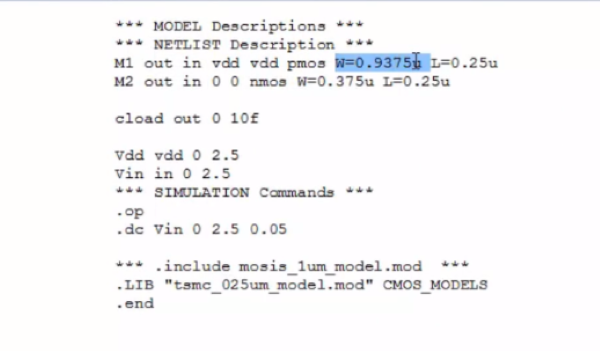 *** MODEL Descriptions ***
*** NETLIST Description ***
M1 out in vdd vdd pmos W=0.9375u L=0.25u
M2 out in 0 0 nmos W=0.375u L=0.25u
cload out 0 10f
Vdd vdd 0 2.5
Vin in 0 2.5
*** SIMULATION Commands ***
.op
.dc Vin 0 2.5 0.05
*** .include mosis_1um_model.mod ***
.LIB "tsmc_025um_model.mod" CMOS_MODELS
.end